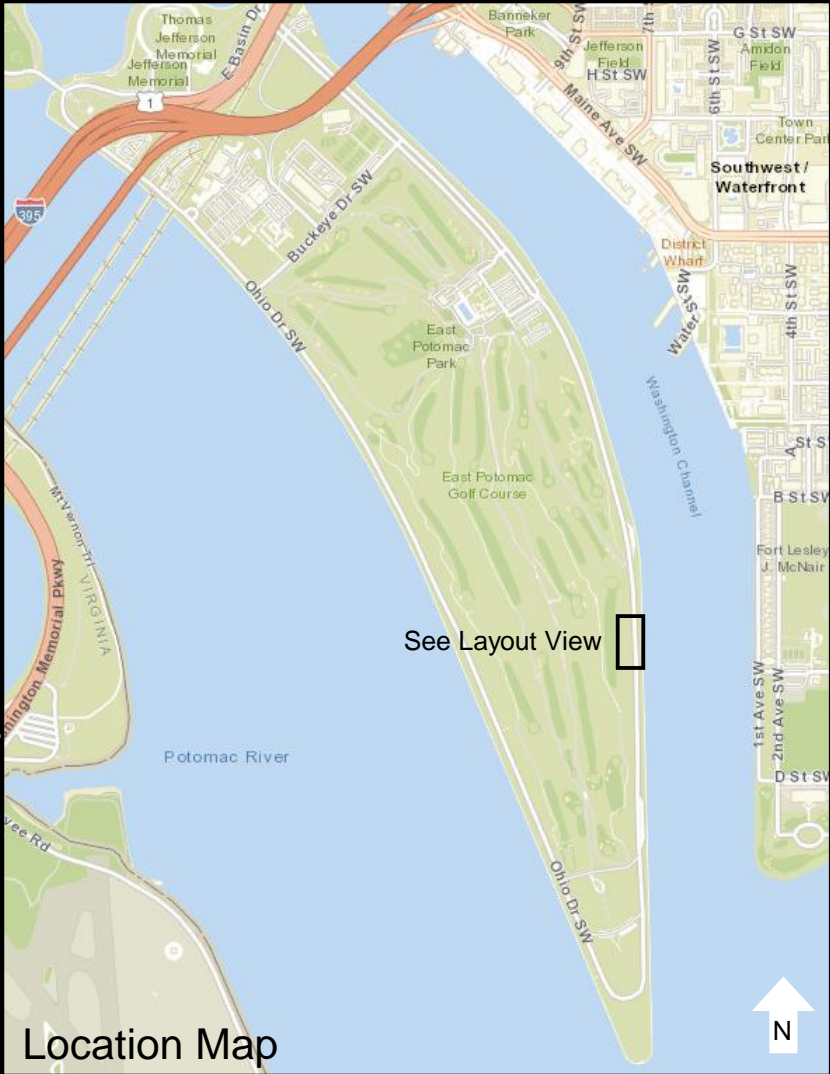 Thomas
Jefferson
Memorial
Jefferson
Memorial
E Basin Dr
1
395
Banneker
Park
9th St SW
7th S
Jefferson
Field
H St SW
G St SW
Amidon
Field
6th St SW
Maine Ave SW
Town
Center Park
Southwest /
Waterfront
District
Wharf
Water St SW
4th St SW
Buckeye Dr SW
Ohio Dr SW
East
Potomac
Park
Washington Channel
East Potomac
Golf Course
A St S
B St SW
Fort Lesley
J. McNair
Mt Vernon Trl
VIRGINIA
hington Memorial Pkwy
See Layout View
1st Ave SW
2nd Ave SW
D St SW
Potomac River
vee Rd
Ohio Dr SW
Location Map
N